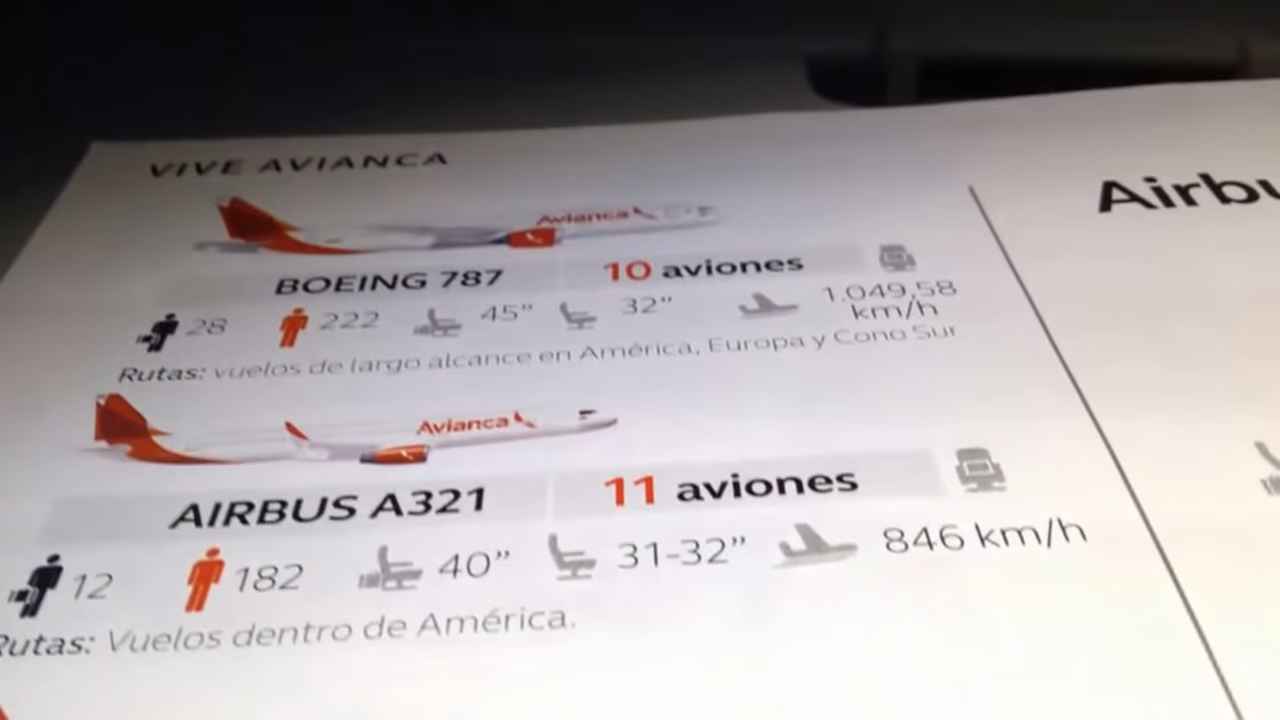 VIVE AVIANCA
Avianca
BOEING 787 10 aviones
28 222 45” 32” 1.049,58
km/h
Rutas: vuelos de largo alcance en América, Europa y Cono Sur
Avianca
AIRBUS A321 11 aviones
12 182 40” 31-32” 846 km/h
Rutas: Vuelos dentro de América.
Airbu